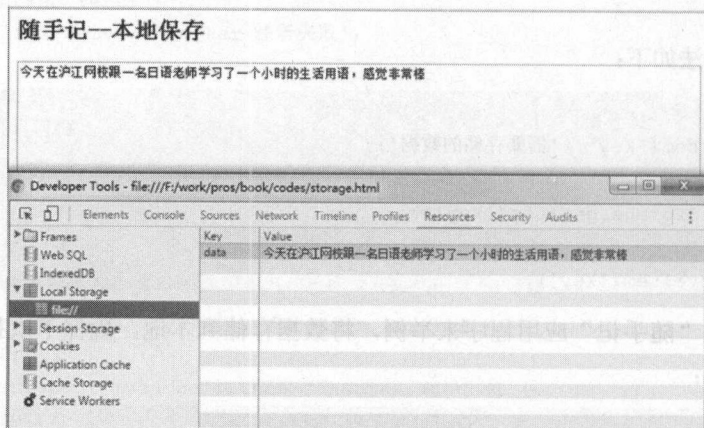 随手记--本地保存
今天在沪江网校跟一名日语老师学习了一个小时的生活用语，感觉非常棒
Developer Tools - file:///F:/work/pros/book/codes/storage.html
Elements Console Sources Network Timeline Profiles Resources Security Audits
Frames
Web SQL
IndexedDB
Local Storage
file://
Session Storage
Cookies
Application Cache
Cache Storage
Service Workers
Key Value
data 今天在沪江网校跟一名日语老师学习了一个小时的生活用语，感觉非常棒